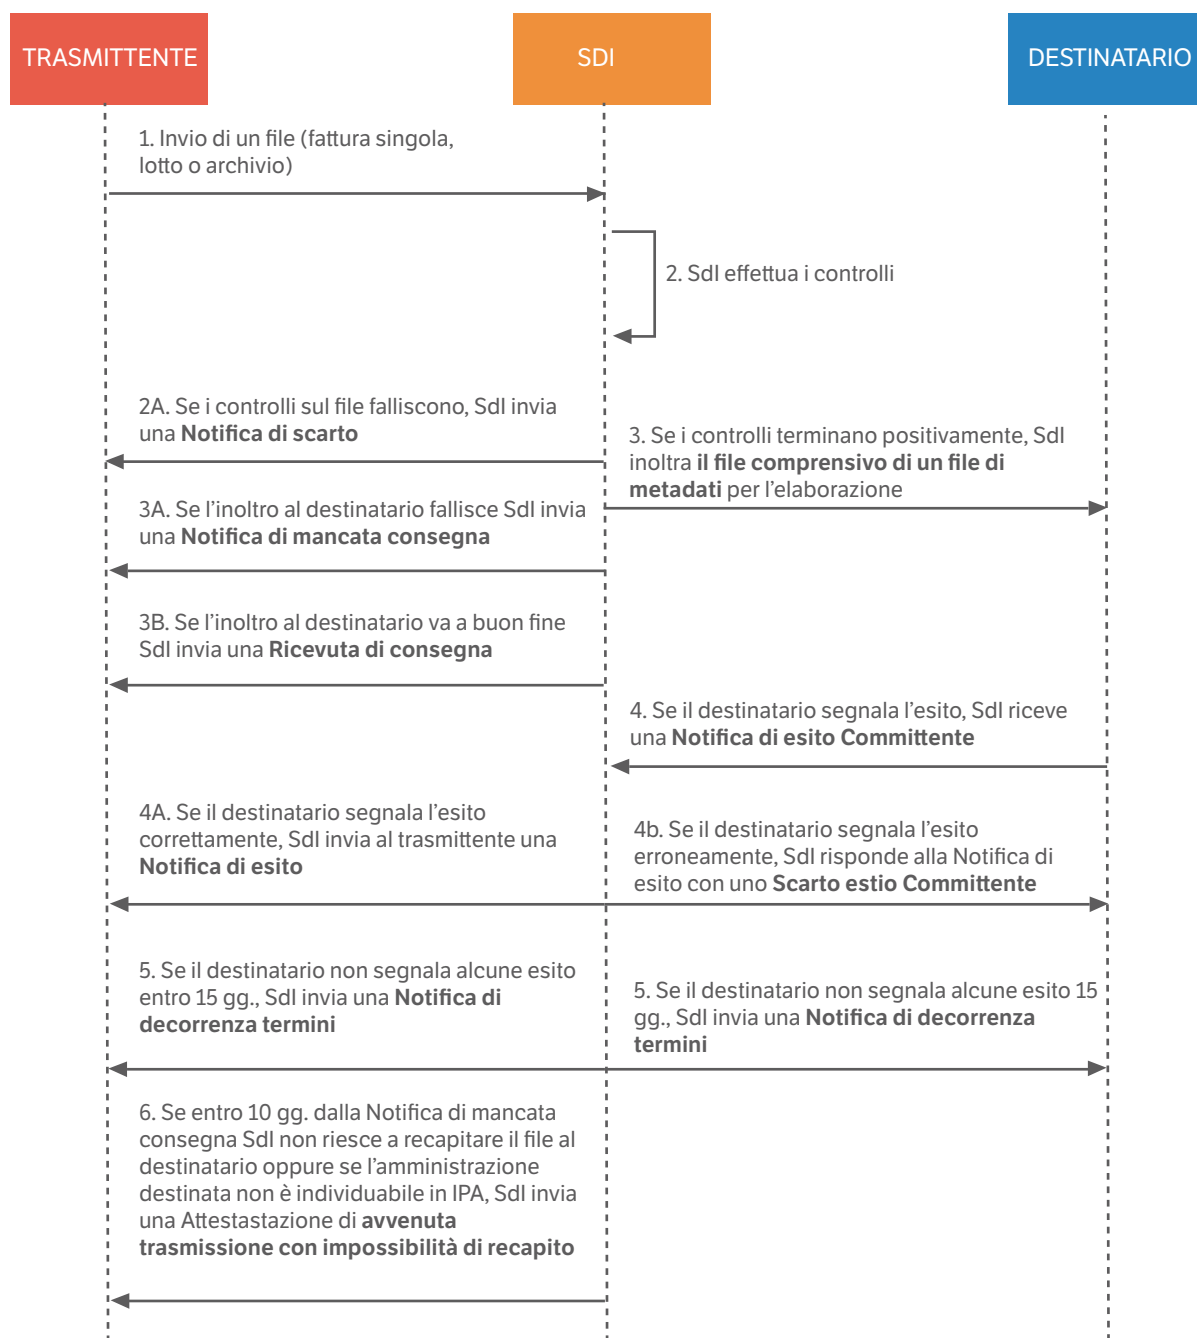 TRASMITTENTE
SDI
DESTINATARIO
1. Invio di un file (fattura singola,
lotto o archivio)
2. SdI effettua i controlli
2A. Se i controlli sul file falliscono, SdI invia
una Notifica di scarto
3. Se i controlli terminano positivamente, SdI
inoltra il file comprensivo di un file di
metadati per l'elaborazione
3A. Se l'inoltro al destinatario fallisce SdI invia
una Notifica di mancata consegna
3B. Se l'inoltro al destinatario va a buon fine
SdI invia una Ricevuta di consegna
4. Se il destinatario segnala l'esito, SdI riceve
una Notifica di esito Committente
4A. Se il destinatario segnala l'esito
correttamente, SdI invia al trasmittente una
Notifica di esito
4b. Se il destinatario segnala l'esito
erroneamente, SdI risponde alla Notifica di
esito con uno Scarto estio Committente
5. Se il destinatario non segnala alcune esito
entro 15 gg., SdI invia una Notifica di
decorrenza termini
5. Se il destinatario non segnala alcune esito 15
gg., SdI invia una Notifica di decorrenza
termini
6. Se entro 10 gg. dalla Notifica di mancata
consegna SdI non riesce a recapitare il file al
destinatario oppure se l'amministrazione
destinata non è individuabile in IPA, SdI invia
una Attestastazione di avvenuta
trasmissione con impossibilità di recapito